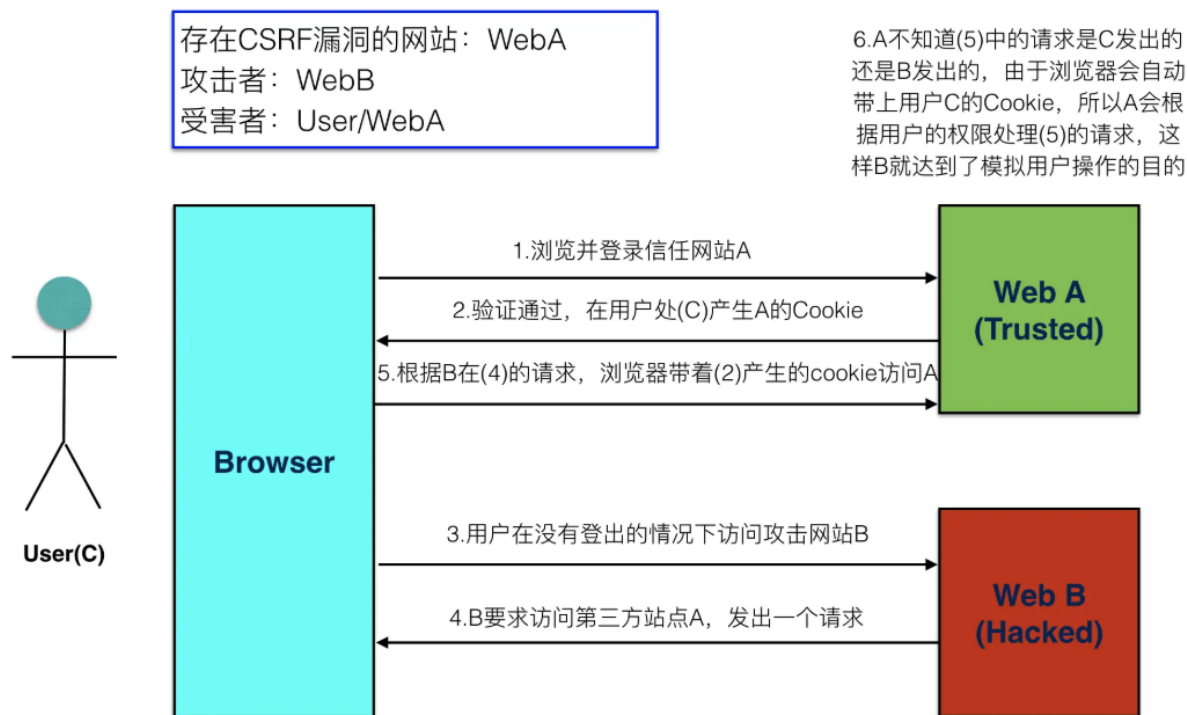 存在CSRF漏洞的网站：WebA
攻击者：WebB
受害者：User/WebA
6.A不知道(5)中的请求是C发出的
还是B发出的，由于浏览器会自动
带上用户C的Cookie，所以A会根
据用户的权限处理(5)的请求，这
样B就达到了模拟用户操作的目的
1.浏览并登录信任网站A
2.验证通过，在用户处(C)产生A的Cookie
5.根据B在(4)的请求，浏览器带着(2)产生的cookie访问A
Web A
(Trusted)
Browser
User(C)
3.用户在没有登出的情况下访问攻击网站B
4.B要求访问第三方站点A，发出一个请求
Web B
(Hacked)